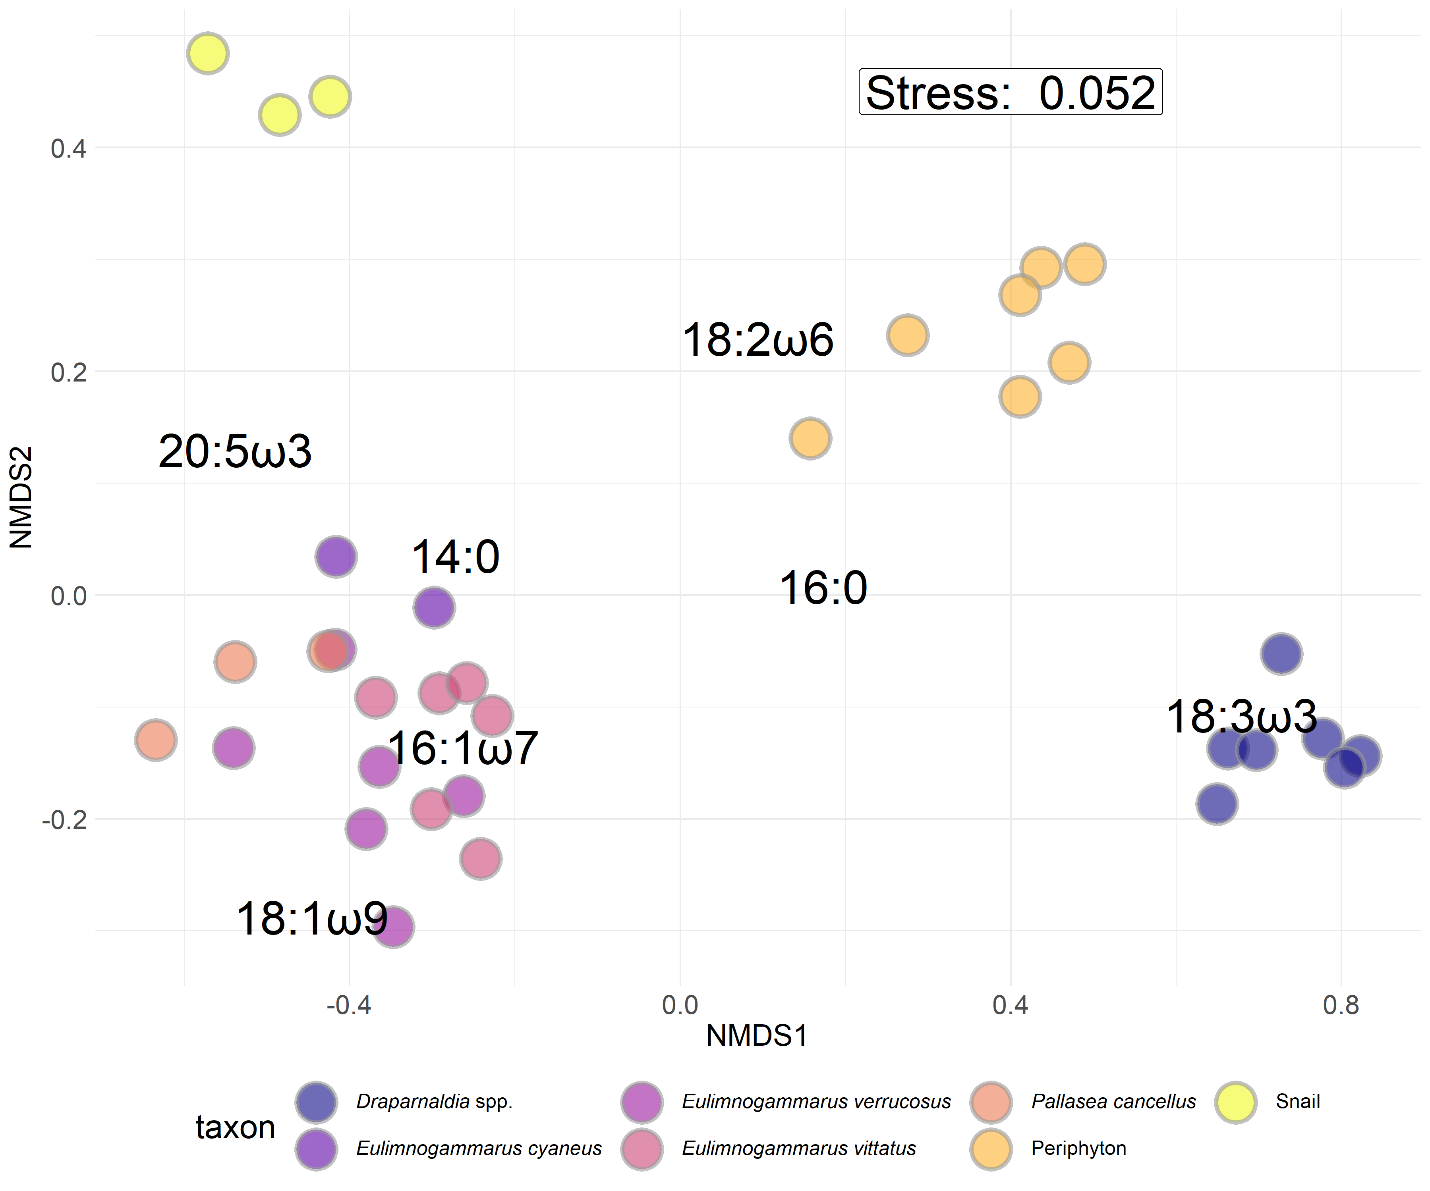 Stress:  0.052
0.4
18:2ω6
0.2
20:5ω3
NMDS2
14:0
16:0
0.0
18:3ω3
16:1ω7
-0.2
18:1ω9
-0.4 0.0 0.4 0.8
NMDS1
taxon
Draparnaldia spp. Eulimnogammarus verrucosus Pallasea cancellus Snail
Eulimnogammarus cyaneus Eulimnogammarus vittatus Periphyton